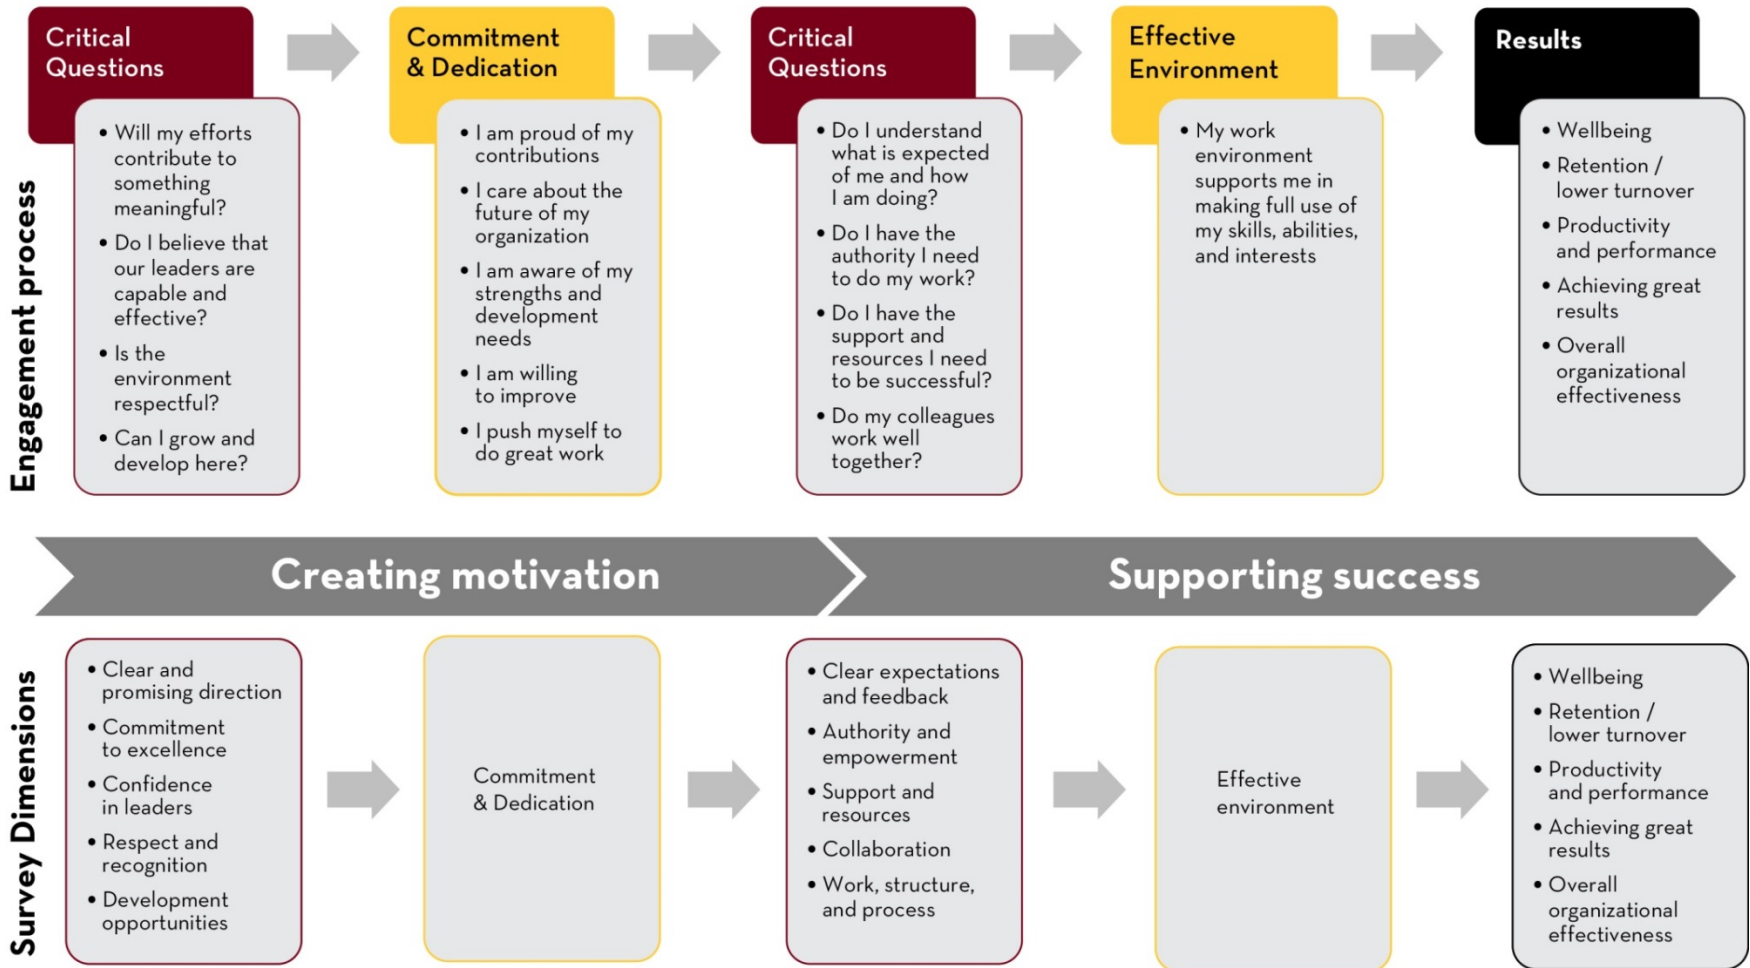 Critical
Questions
Commitment
& Dedication
Critical
Questions
Effective
Environment
Results
Engagement process
• Will my efforts
contribute to
something
meaningful?
• Do I believe that
our leaders are
capable and
effective?
• Is the
environment
respectful?
• Can I grow and
develop here?
• I am proud of my
contributions
• I care about the
future of my
organization
• I am aware of my
strengths and
development
needs
• I am willing
to improve
• I push myself to
do great work
• Do I understand
what is expected
of me and how
I am doing?
• Do I have the
authority I need
to do my work?
• Do I have the
support and
resources I need
to be successful?
• Do my colleagues
work well
together?
• My work
environment
supports me in
making full use of
my skills, abilities,
and interests
• Wellbeing
• Retention /
lower turnover
• Productivity
and performance
• Achieving great
results
• Overall
organizational
effectiveness
Creating motivation
Supporting success
Survey Dimensions
• Clear and
promising direction
• Commitment
to excellence
• Confidence
in leaders
• Respect and
recognition
• Development
opportunities
Commitment
& Dedication
• Clear expectations
and feedback
• Authority and
empowerment
• Support and
resources
• Collaboration
• Work, structure,
and process
Effective
environment
• Wellbeing
• Retention /
lower turnover
• Productivity
and performance
• Achieving great
results
• Overall
organizational
effectiveness